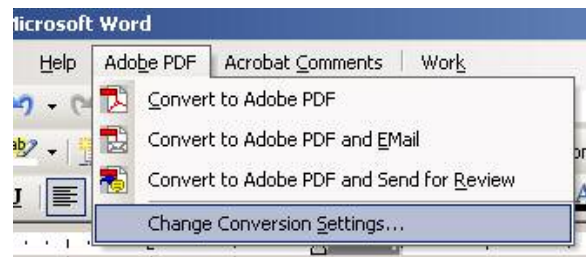 Microsoft Word
Help Adobe PDF Acrobat Comments Work
Convert to Adobe PDF
Convert to Adobe PDF and EMail
Convert to Adobe PDF and Send for Review
Change Conversion Settings...